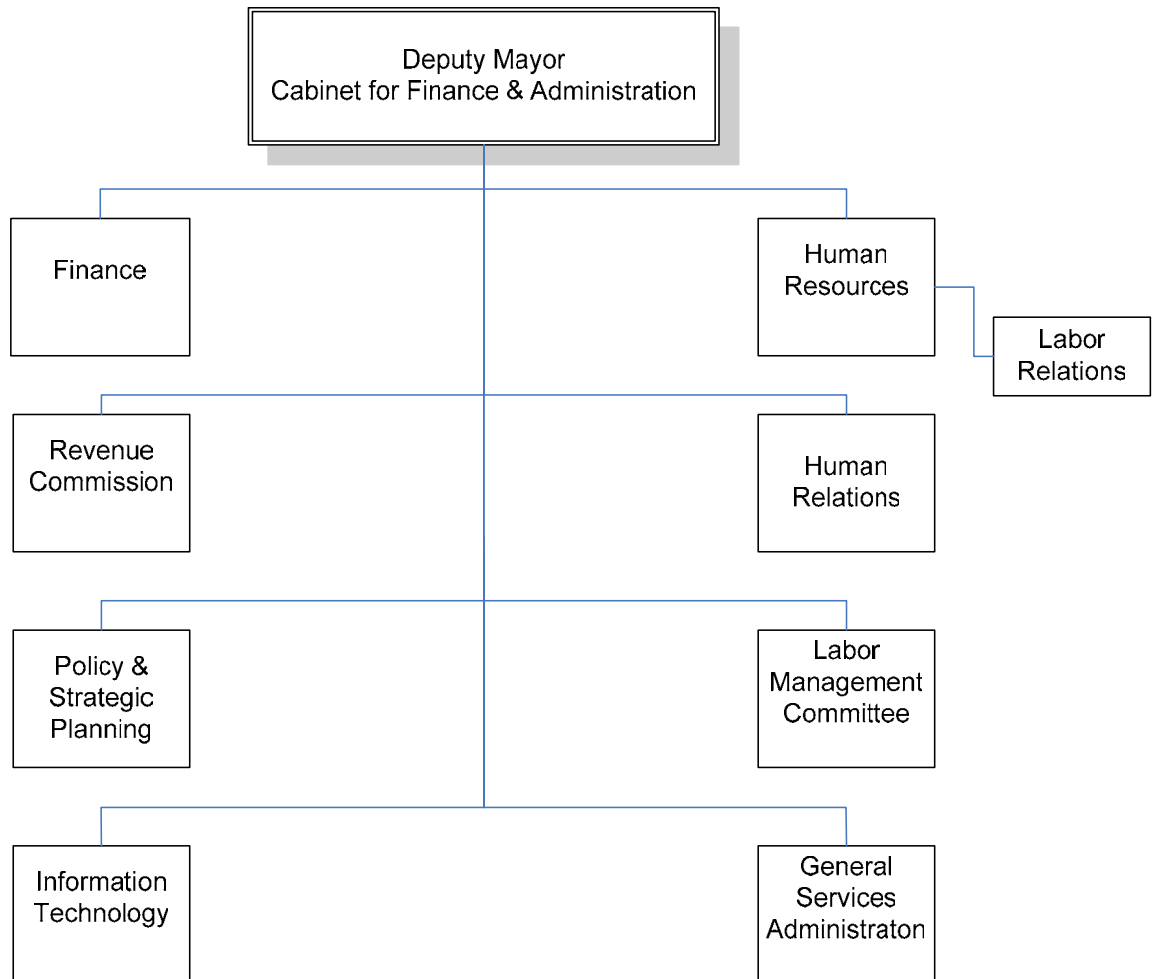 Deputy Mayor
Cabinet for Finance & Administration
Finance
Human
Resources
Labor
Relations
Revenue
Commission
Human
Relations
Policy &
Strategic
Planning
Labor
Management
Committee
Information
Technology
General
Services
Administraton